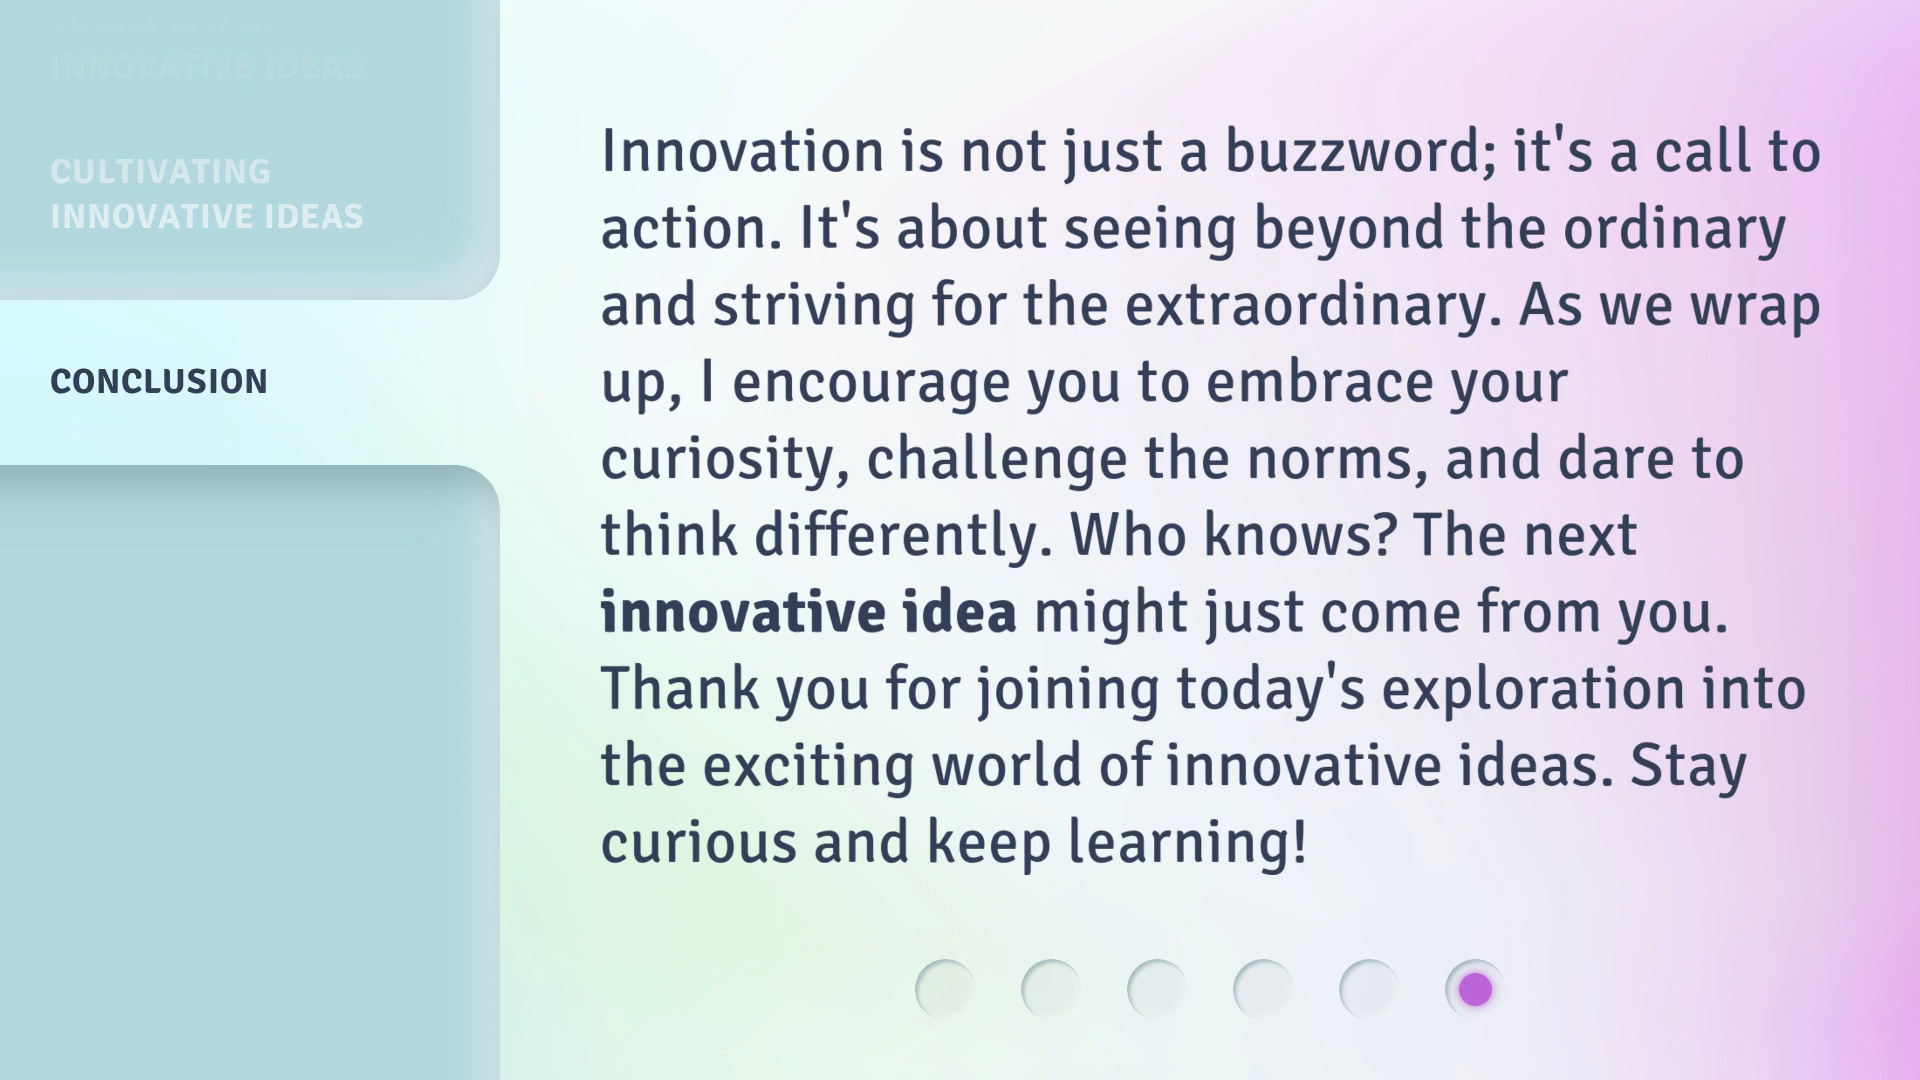 INNOVATIVE IDEAS
CULTIVATING
INNOVATIVE IDEAS
CONCLUSION
Innovation is not just a buzzword; it's a call to
action. It's about seeing beyond the ordinary
and striving for the extraordinary. As we wrap
up, I encourage you to embrace your
curiosity, challenge the norms, and dare to
think differently. Who knows? The next
innovative idea might just come from you.
Thank you for joining today's exploration into
the exciting world of innovative ideas. Stay
curious and keep learning!